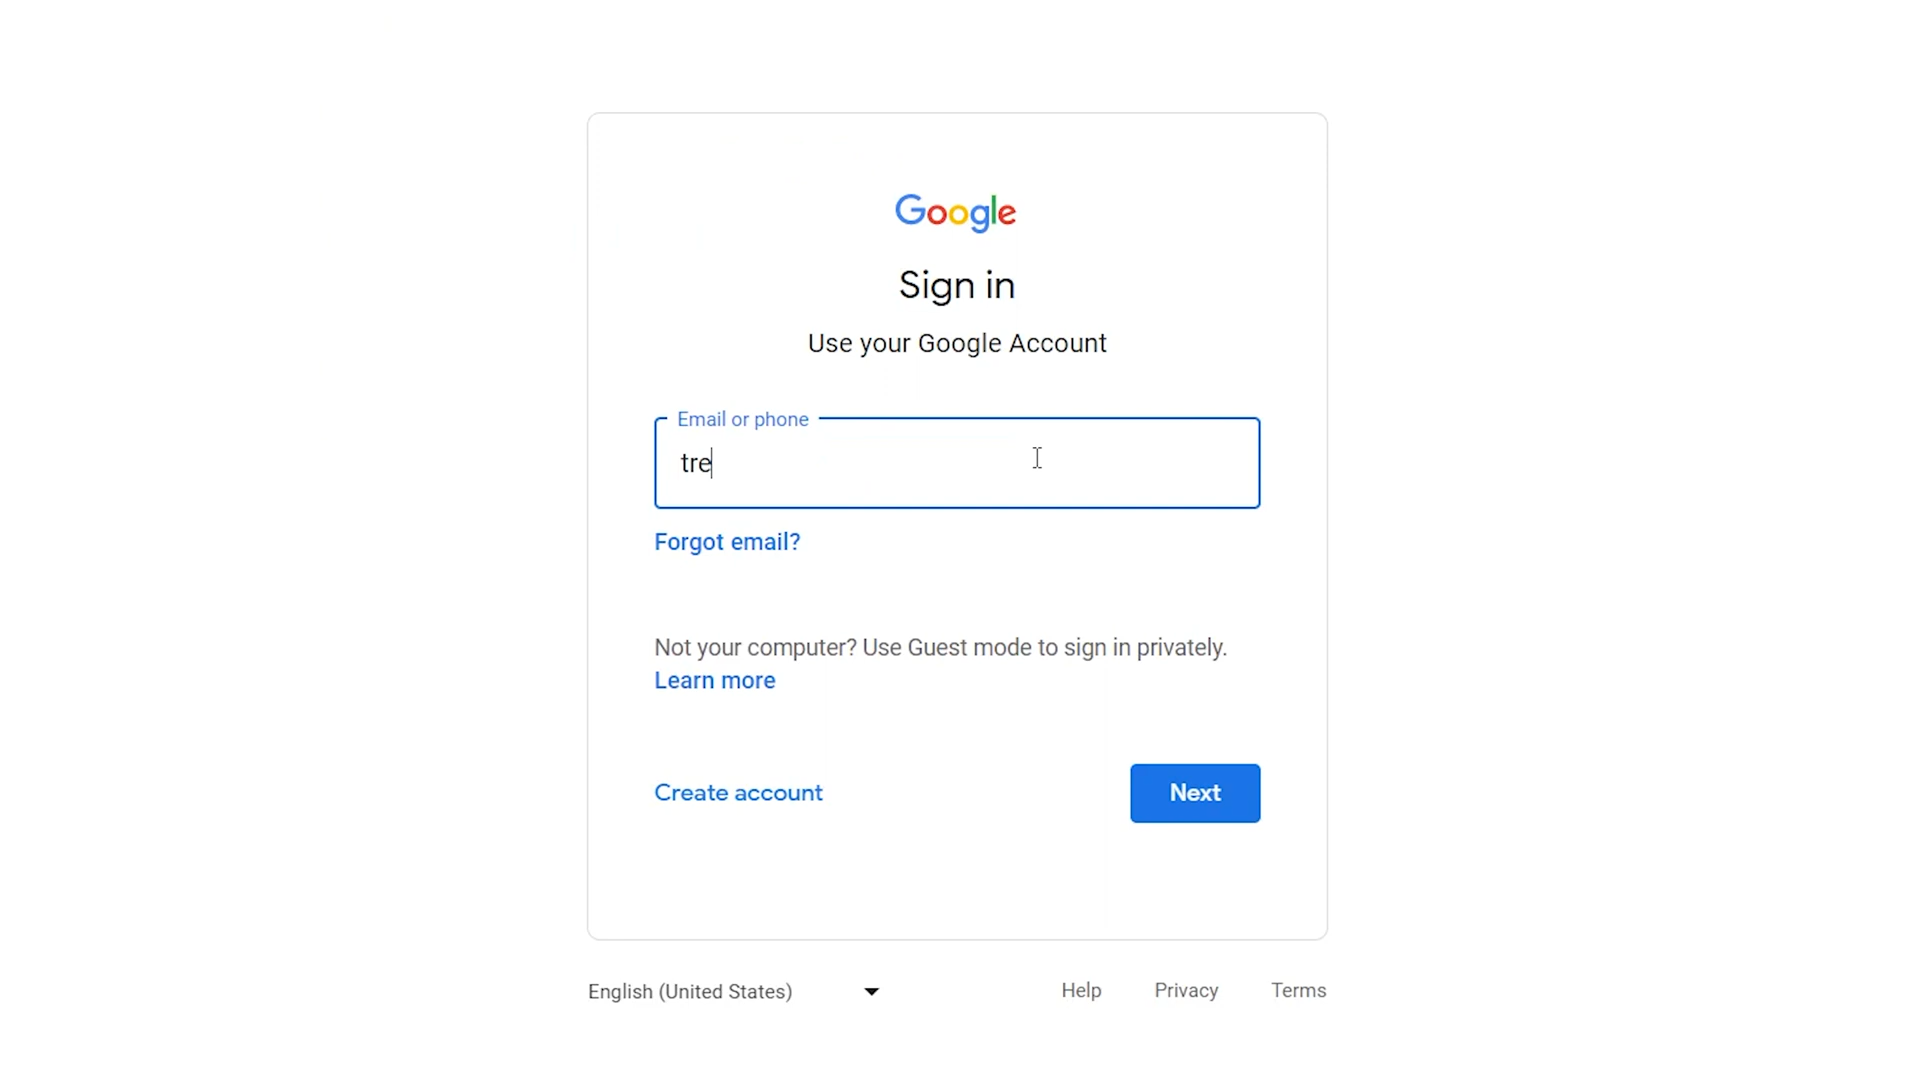 Google
Sign in
Use your Google Account
Email or phone
tre
Forgot email?
Not your computer? Use Guest mode to sign in privately.
Learn more
Create account
Next
English (United States)
Help
Privacy
Terms